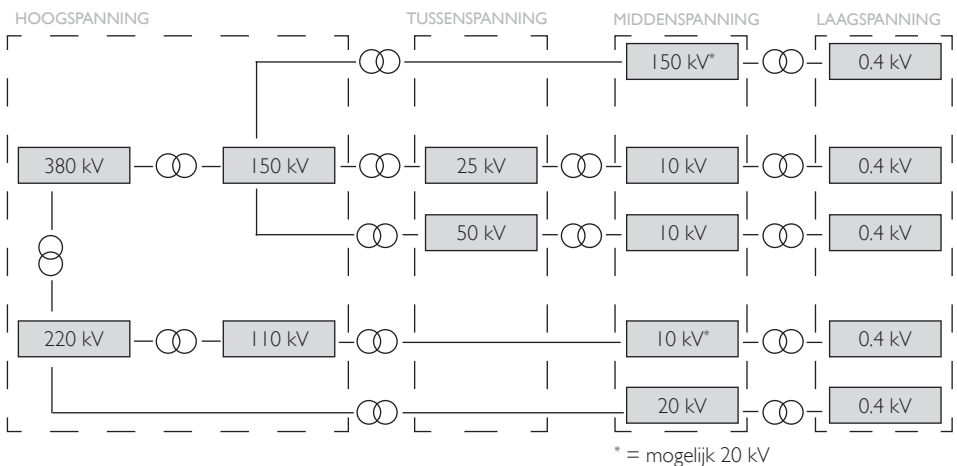 HOOGSPANNING TUSSENSPANNING MIDDENSPANNING LAAGSPANNING
150 kV* 0.4 kV
380 kV 150 kV 25 kV 10 kV 0.4 kV
50 kV 10 kV 0.4 kV
220 kV 110 kV 10 kV* 0.4 kV
20 kV 0.4 kV
* = mogelijk 20 kV